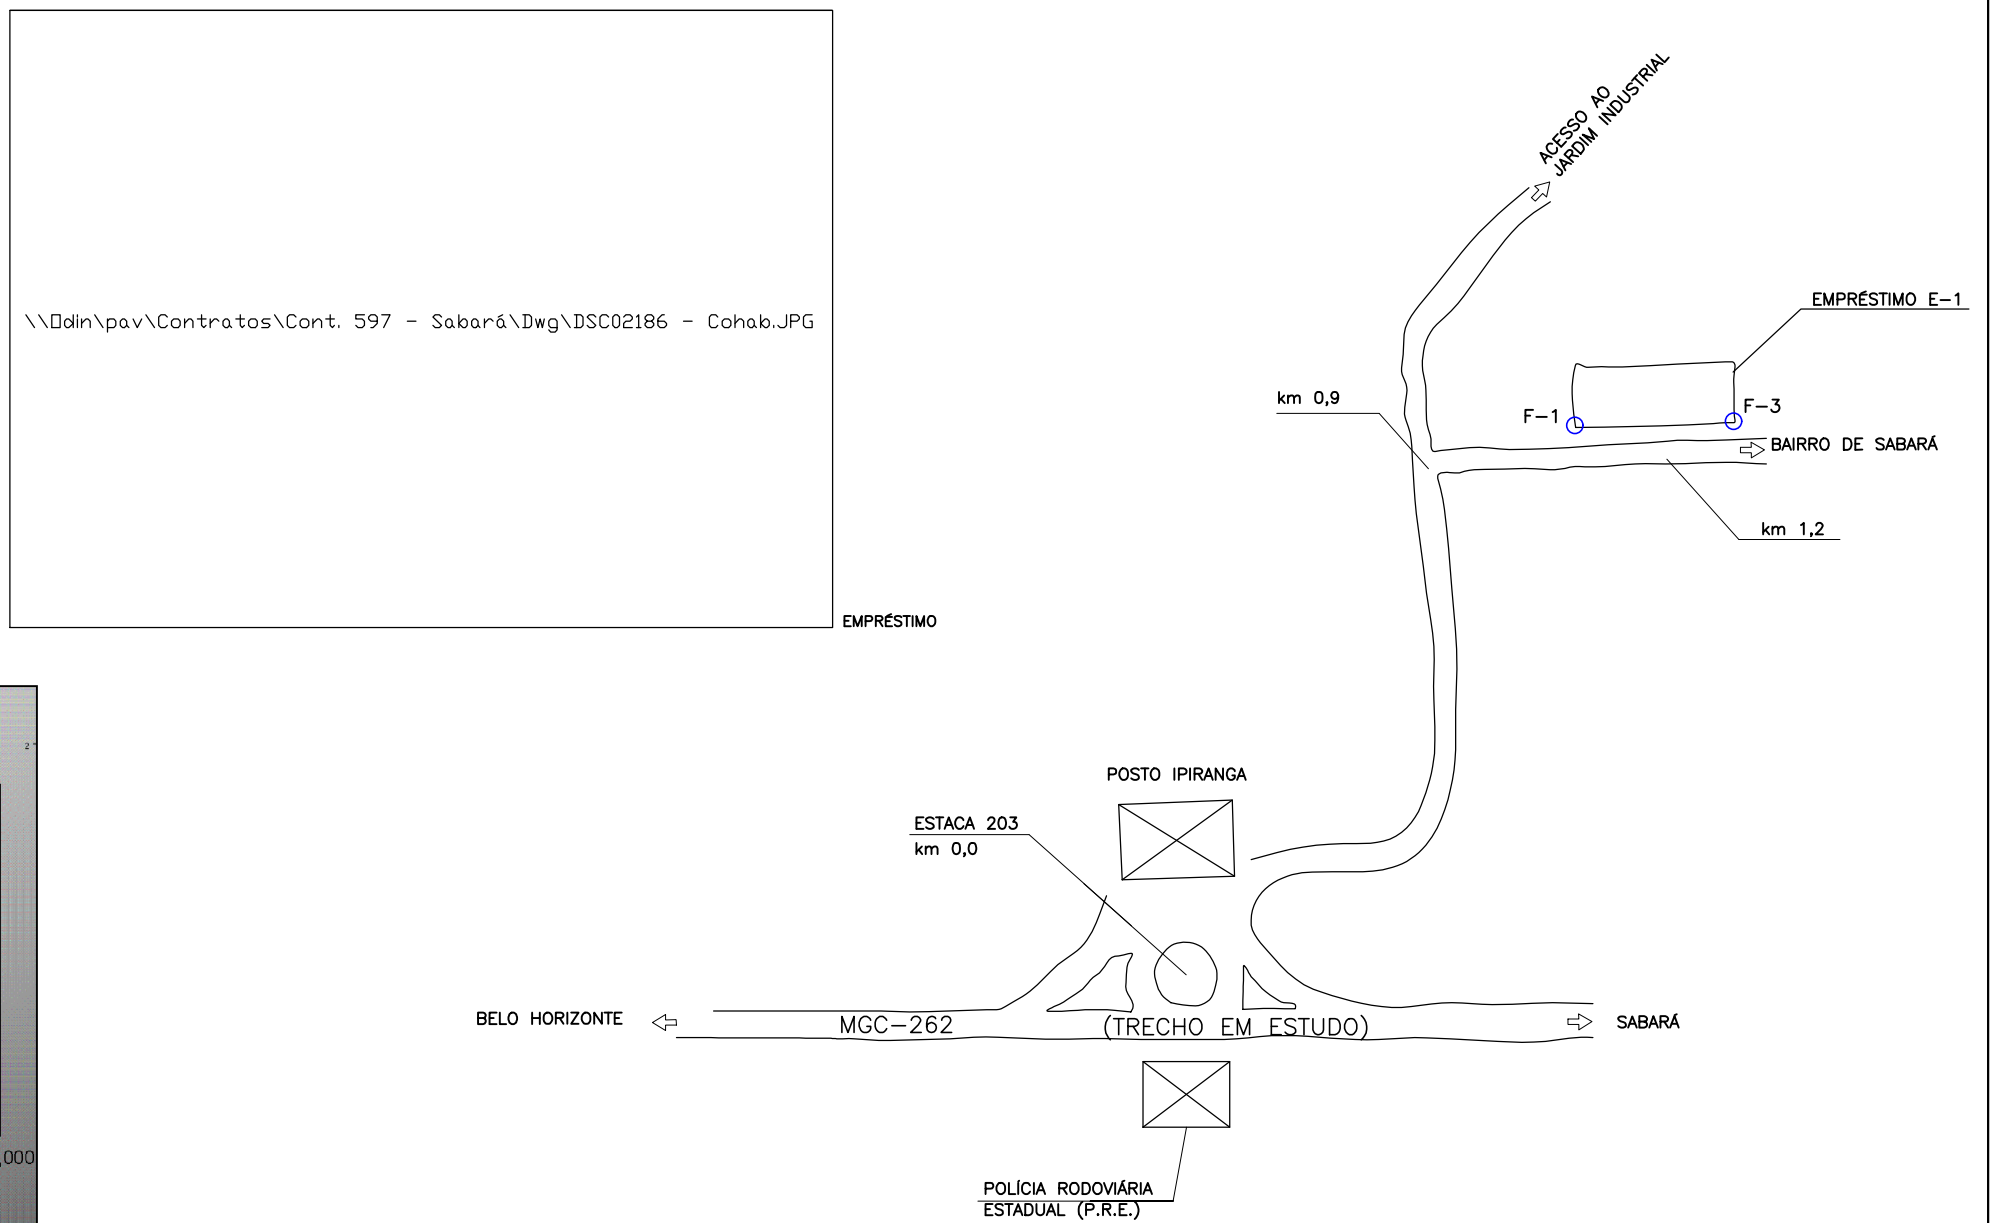 ACESSO AO
JARDIM INDUSTRIAL
\\Odin\pav\Contratos\Cont. 597 - Sabará\Dwg\DSC02186 - Cohab.JPG
EMPRÉSTIMO E-1
km 0,9
F-1
F-3
BAIRRO DE SABARÁ
km 1,2
EMPRÉSTIMO
2
POSTO IPIRANGA
ESTACA 203
km 0,0
BELO HORIZONTE
MGC-262
(TRECHO EM ESTUDO)
SABARÁ
,000
POLÍCIA RODOVIÁRIA
ESTADUAL (P.R.E.)